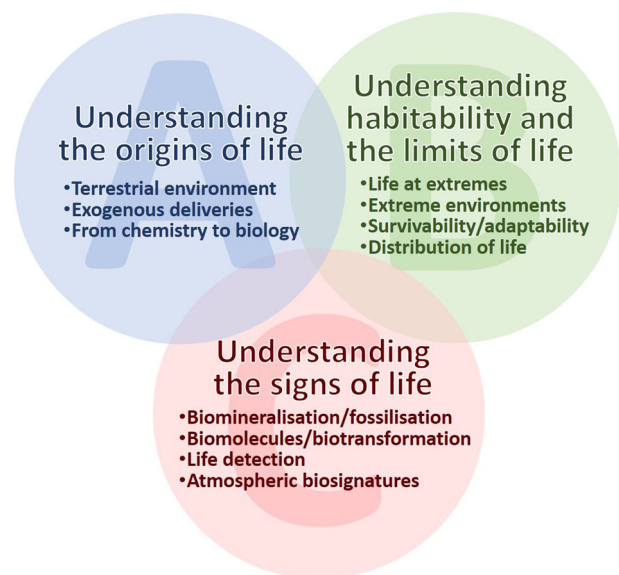 A
Understanding
the origins of life
•Terrestrial environment
•Exogenous deliveries
•From chemistry to biology
B
Understanding
habitability and
the limits of life
•Life at extremes
•Extreme environments
•Survivability/adaptability
•Distribution of life
C
Understanding
the signs of life
•Biomineralisation/fossilisation
•Biomolecules/biotransformation
•Life detection
•Atmospheric biosignatures